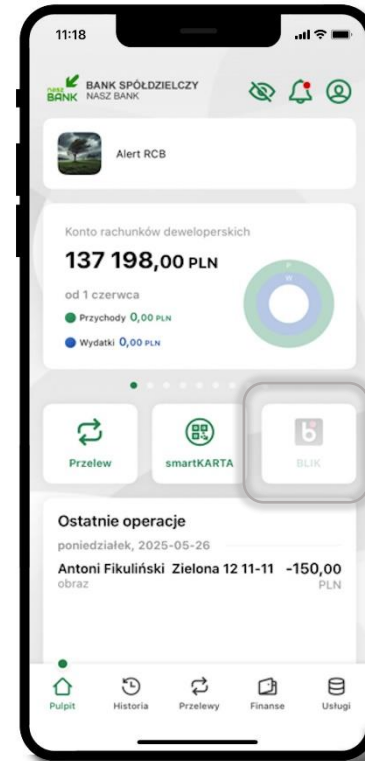 11:18
nasz BANK
BANK SPÓŁDZIELCZY
NASZ BANK
Alert RCB
Konto rachunków deweloperskich
137 198,00 PLN
od 1 czerwca
Przychody 0,00 PLN
Wydatki 0,00 PLN
P
W
Przelew
smartKARTA
BLIK
Ostatnie operacje
poniedziałek, 2025-05-26
Antoni Fikuliński Zielona 12 11-11 -150,00
obraz PLN
Pulpit Historia Przelewy Finanse Usługi